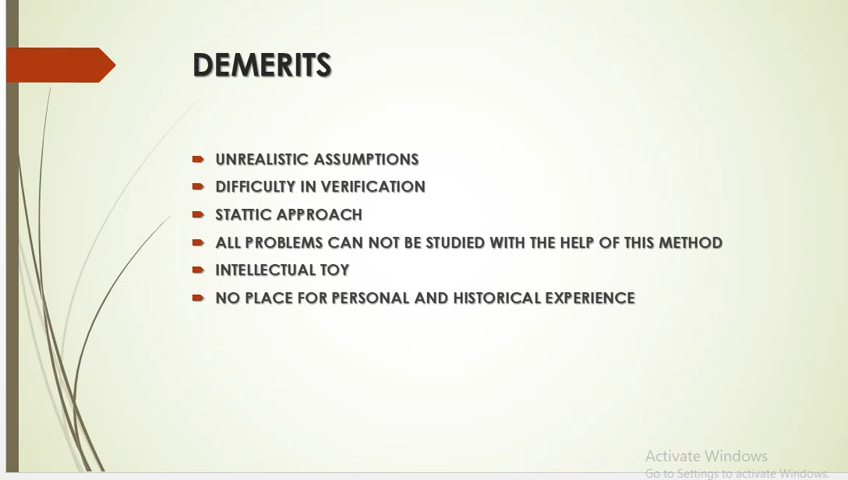 DEMERITS
UNREALISTIC ASSUMPTIONS
DIFFICULTY IN VERIFICATION
STATTIC APPROACH
ALL PROBLEMS CAN NOT BE STUDIED WITH THE HELP OF THIS METHOD
INTELLECTUAL TOY
NO PLACE FOR PERSONAL AND HISTORICAL EXPERIENCE
Activate Windows
Go to Settings to activate Windows.